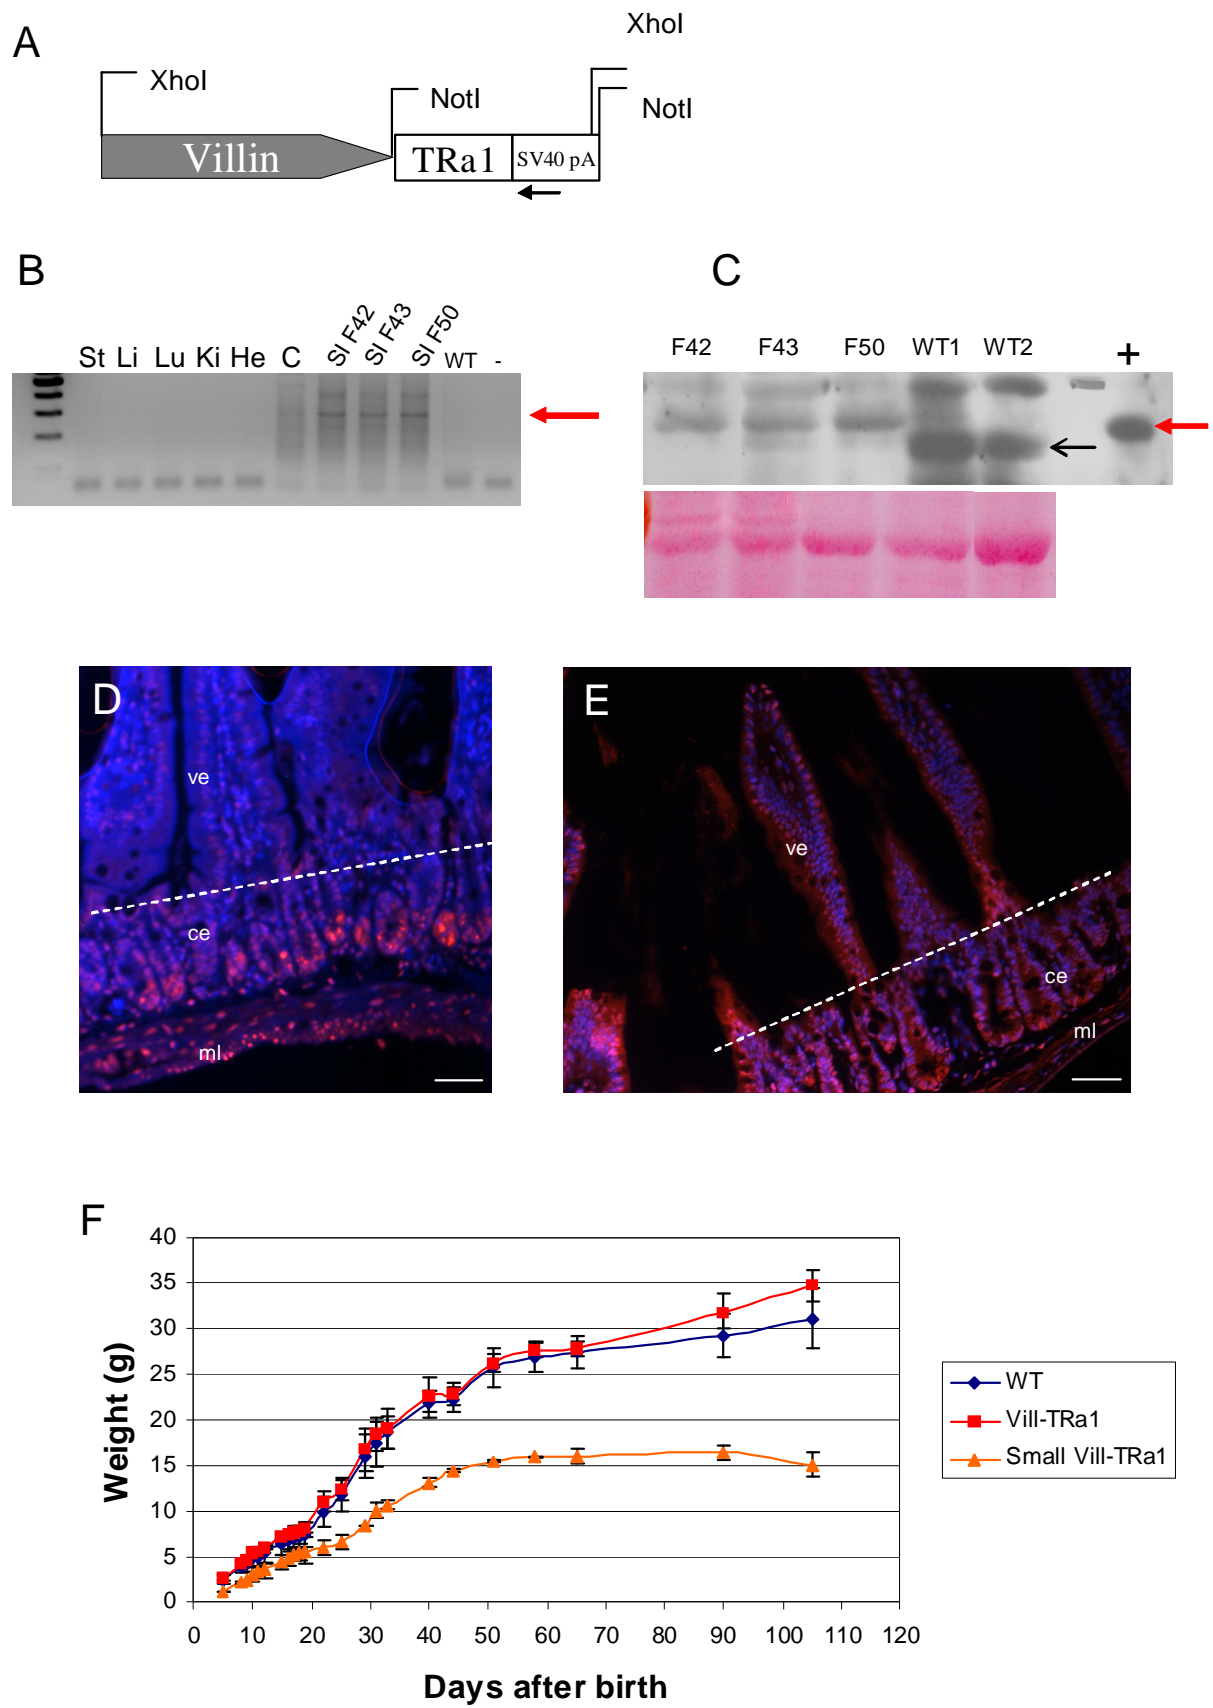 A
XhoI
XhoI
NotI
NotI
Villin
TRa1
SV40 pA
B
St Li Lu Ki He C SI F42 SI F43 SI F50 WT -
C
F42 F43 F50 WT1 WT2 +
D
ve
ce
ml
E
ve
ce
ml
F
Weight (g)
40
35
30
25
20
15
10
5
0
0 10 20 30 40 50 60 70 80 90 100 110 120
Days after birth
WT
Vill-TRa1
Small Vill-TRa1